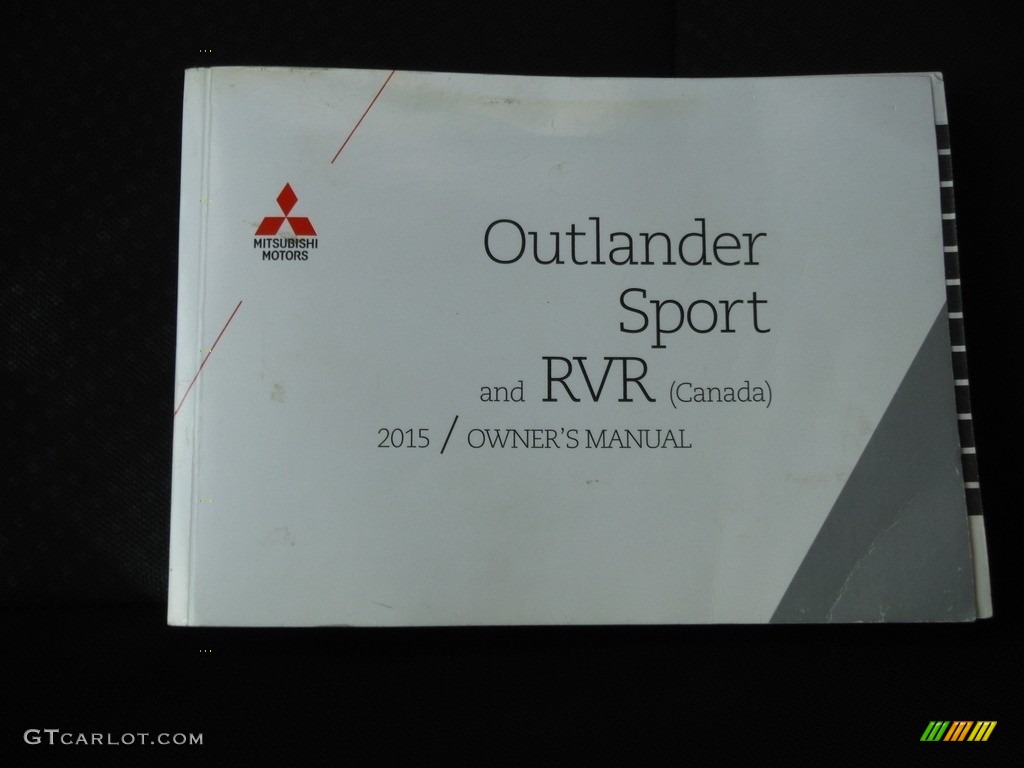 MITSUBISHI
MOTORS
Outlander
Sport
and RVR (Canada)
2015 / OWNER'S MANUAL
GTCARLOT.COM